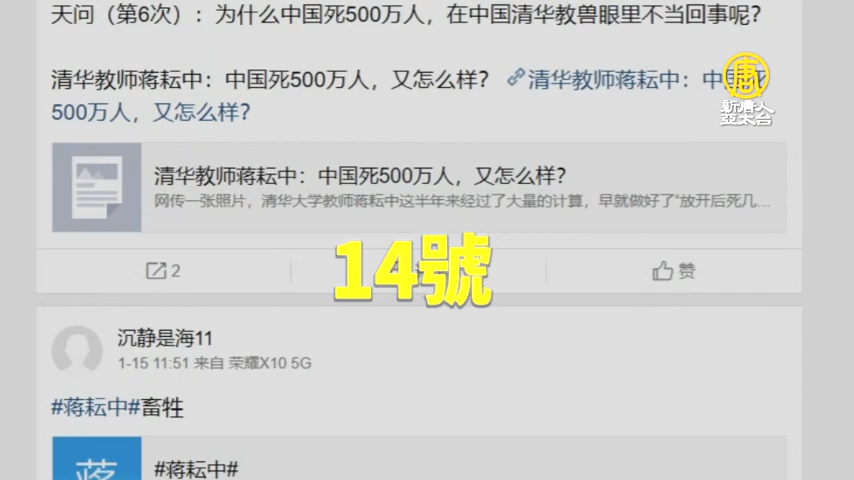 天问（第6次）：为什么中国死500万人，在中国清华教兽眼里不当回事呢？
清华教师蒋耘中：中国死500万人，又怎么样？ 清华教师蒋耘中：中国死
500万人，又怎么样？
新唐人
亞太台
清华教师蒋耘中：中国死500万人，又怎么样？
网传一张照片，清华大学教师蒋耘中这半年来经过了大量的计算，早就做好了“放开后死几...
2
赞
14號
沉静是海11
1-15 11:51 来自 荣耀X10 5G
#蒋耘中#畜牲
蒋
#蒋耘中#